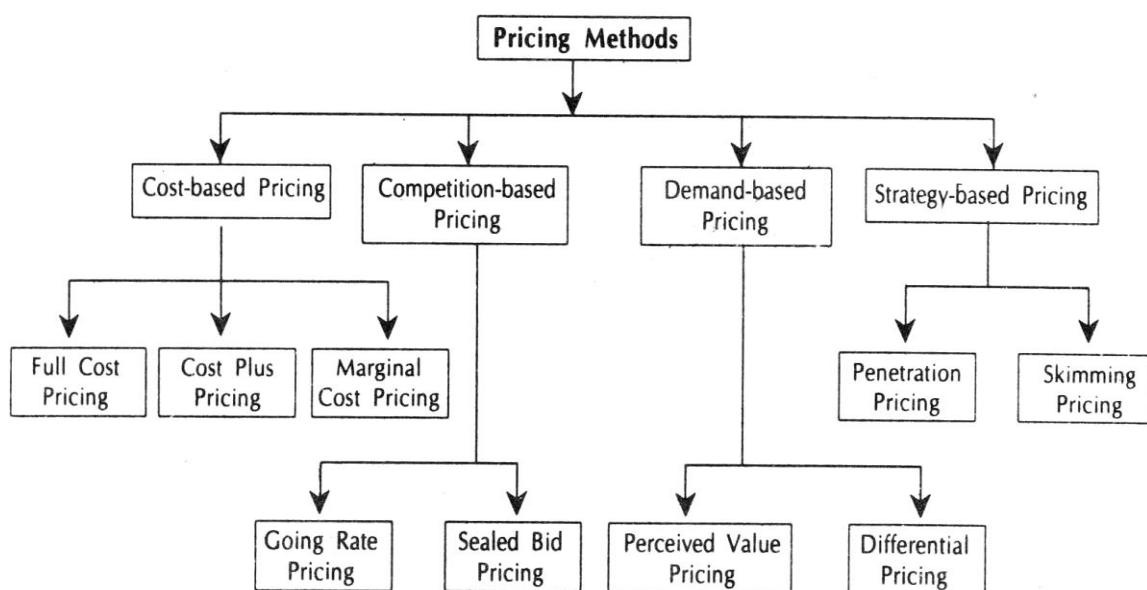 Pricing Methods
Cost-based Pricing
Competition-based
Pricing
Demand-based
Pricing
Strategy-based Pricing
Full Cost
Pricing
Cost Plus
Pricing
Marginal
Cost Pricing
Penetration
Pricing
Skimming
Pricing
Going Rate
Pricing
Sealed Bid
Pricing
Perceived Value
Pricing
Differential
Pricing